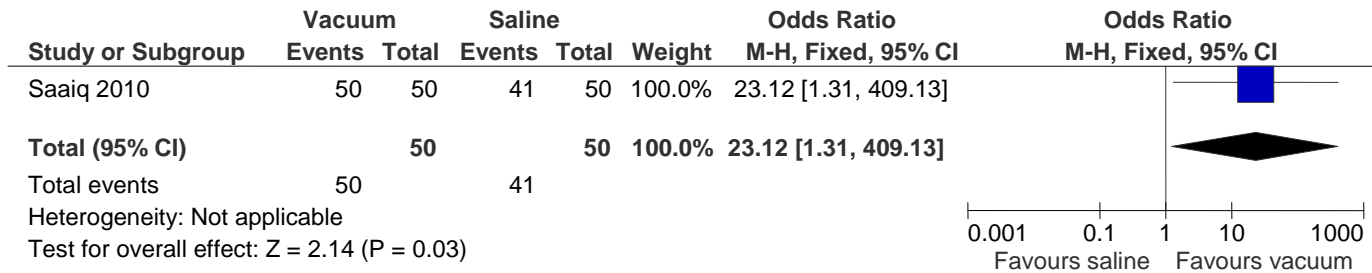 Vacuum Saline Odds Ratio Odds Ratio
Study or Subgroup Events Total Events Total Weight M-H, Fixed, 95% CI M-H, Fixed, 95% CI
Saaiq 2010 50 50 41 50 100.0% 23.12 [1.31, 409.13]
Total (95% CI) 50 50 100.0% 23.12 [1.31, 409.13]
Total events 50 41
Heterogeneity: Not applicable
Test for overall effect: Z = 2.14 (P = 0.03)
0.001 0.1 1 10 1000
Favours saline Favours vacuum